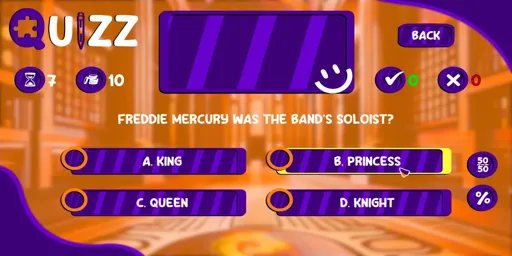 QUIZZ
BACK
7
10
0
0
FREDDIE MERCURY WAS THE BAND'S SOLOIST?
A. KING
B. PRINCESS
50
50
C. QUEEN
D. KNIGHT
%